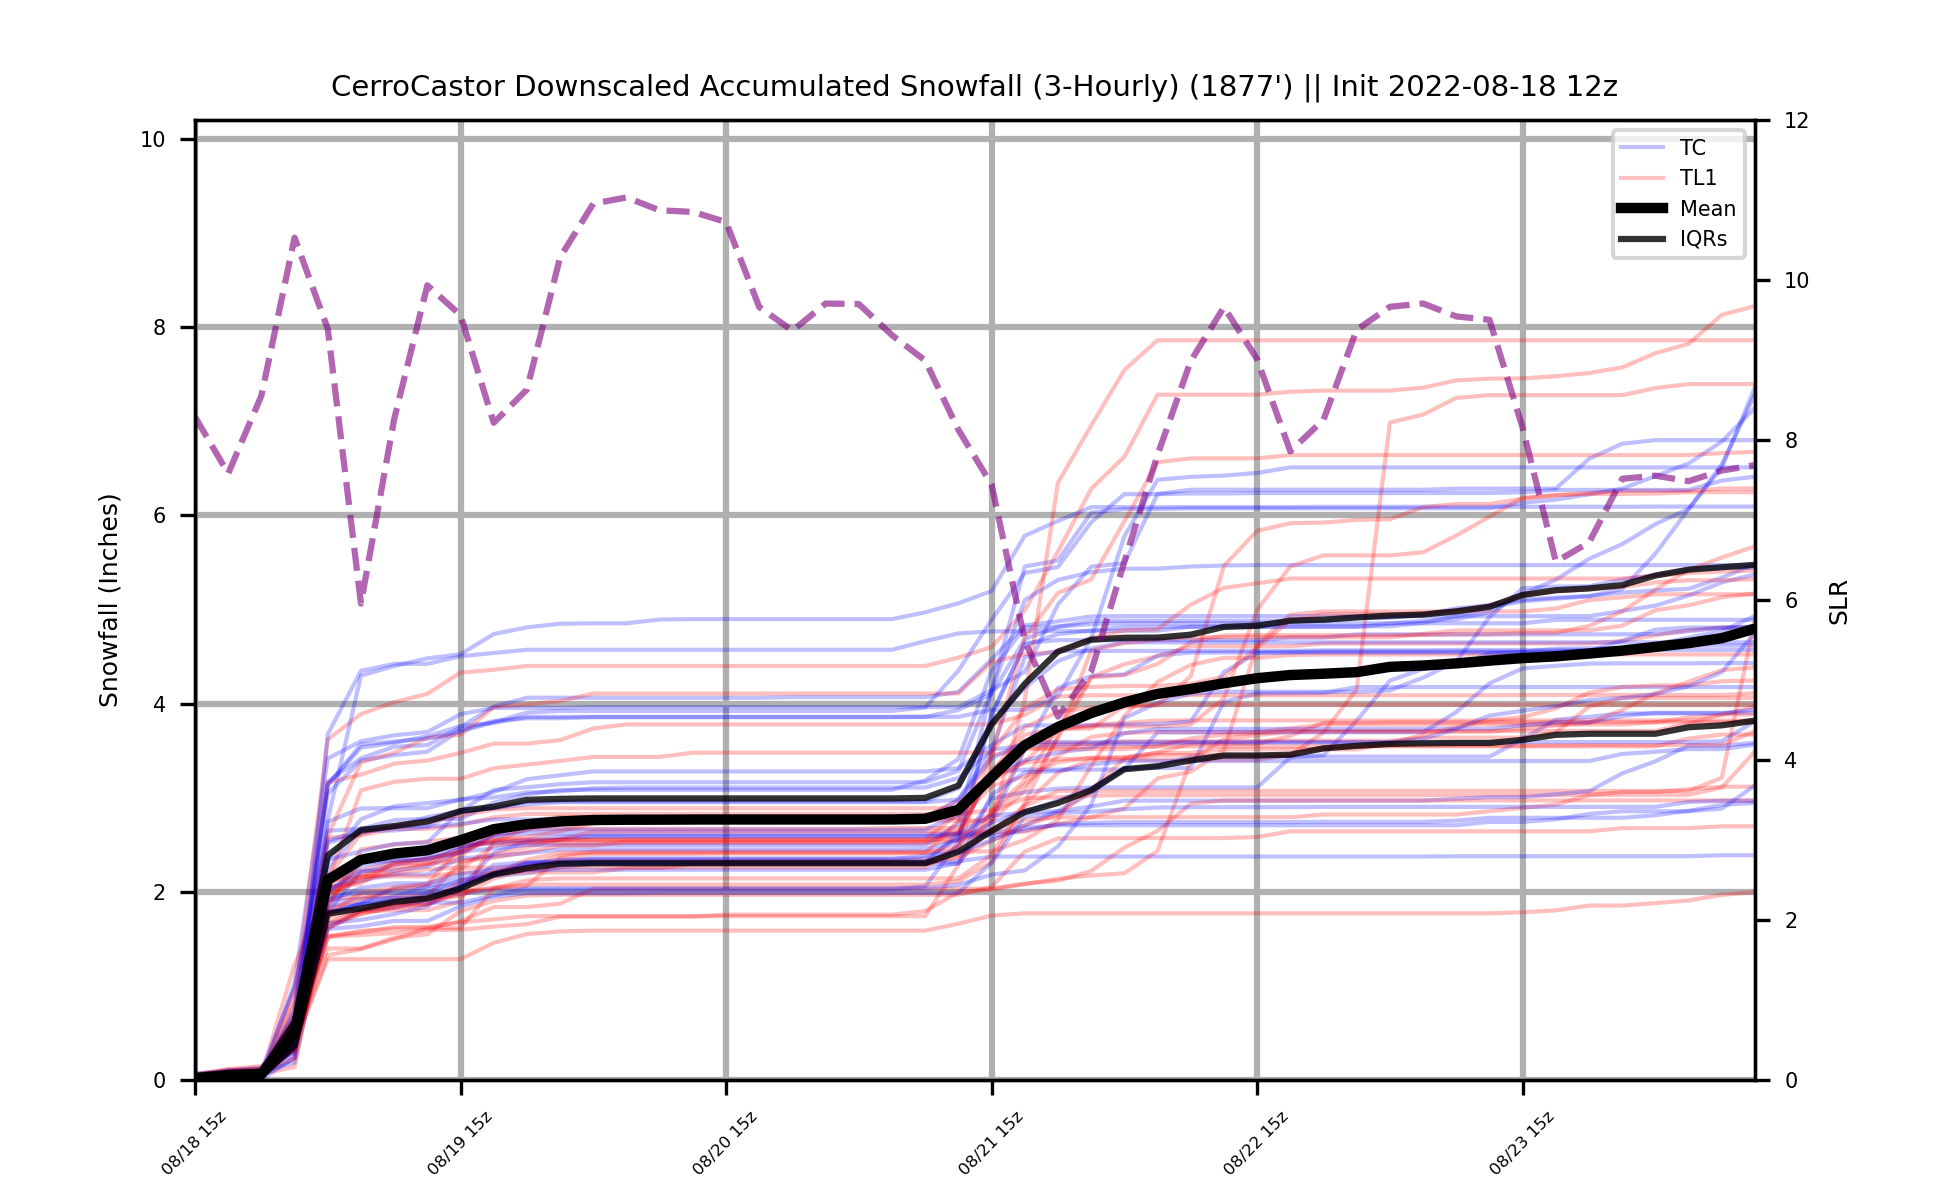 CerroCastor Downscaled Accumulated Snowfall (3-Hourly) (1877') || Init 2022-08-18 12z
Snowfall (Inches)
10
8
6
4
2
0
TC
TL1
Mean
IQRs
12
10
8
6
4
2
0
SLR
08/18 15z
08/19 15z
08/20 15z
08/21 15z
08/22 15z
08/23 15z